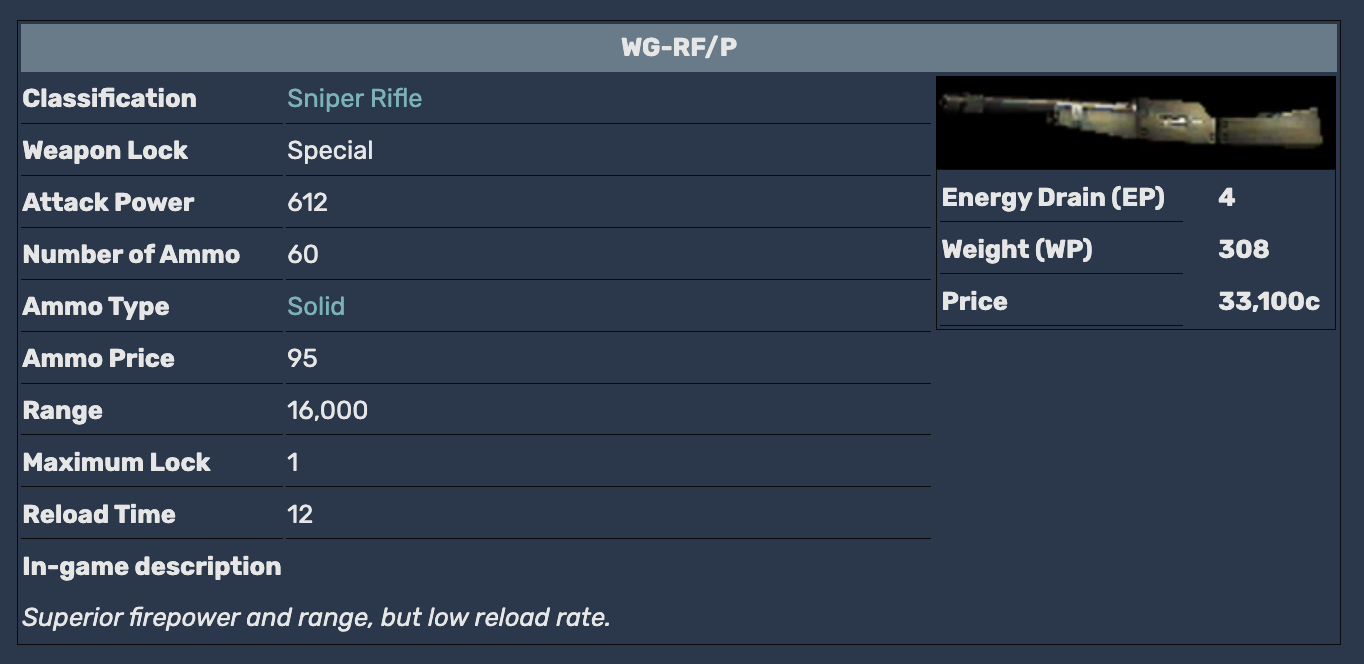 WG-RF/P
Classification Sniper Rifle
Weapon Lock Special
Attack Power 612
Number of Ammo 60
Ammo Type Solid
Ammo Price 95
Range 16,000
Maximum Lock 1
Reload Time 12
Energy Drain (EP) 4
Weight (WP) 308
Price 33,100c
In-game description
Superior firepower and range, but low reload rate.